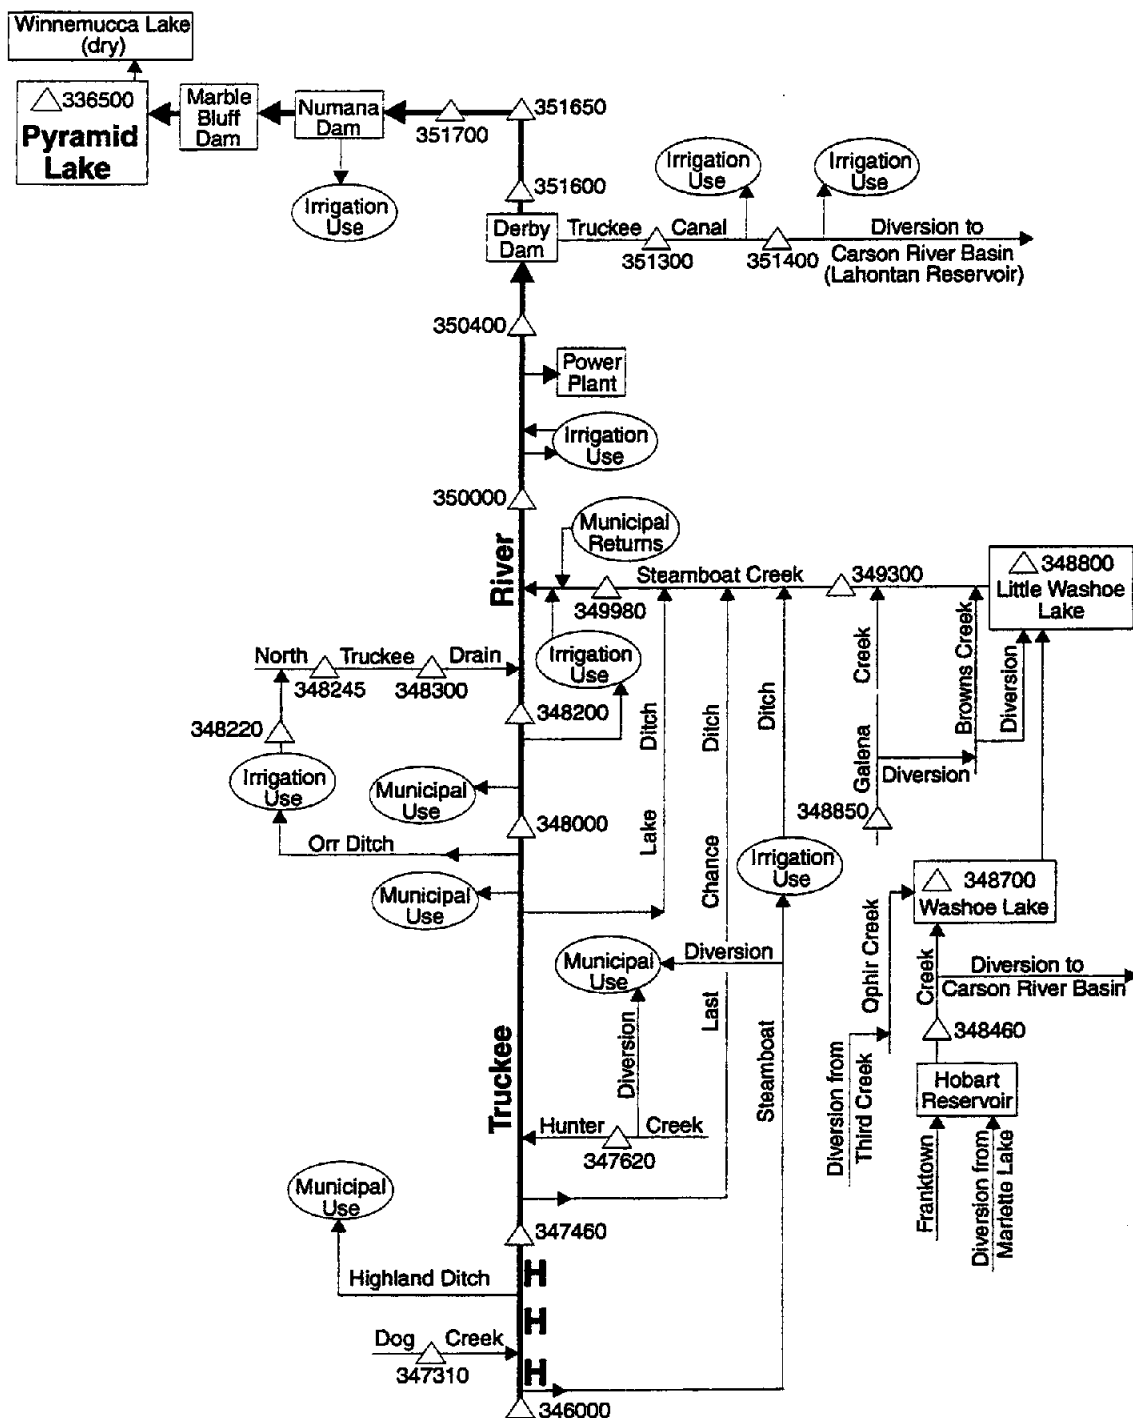 Winnemucca Lake
(dry)
336500
Pyramid
Lake
Marble
Bluff
Dam
Numana
Dam
351700
351650
Irrigation
Use
351600
Derby
Dam
Truckee Canal
351300
Irrigation
Use
351400
Irrigation
Use
Diversion to
Carson River Basin
(Lahontan Reservoir)
350400
Power
Plant
Irrigation
Use
350000
River
Municipal
Returns
Steamboat Creek
349980
349300
348800
Little Washoe
Lake
North Truckee Drain
348245
348300
Irrigation
Use
348220
348200
Irrigation
Use
Municipal
Use
348000
Orr Ditch
Municipal
Use
Lake Ditch
Last Chance Ditch
Steamboat Ditch
Galena Creek
Browns Creek
Diversion
Diversion
348850
Irrigation
Use
348700
Washoe Lake
Ophir Creek
Municipal
Use
Diversion
Diversion to
Carson River Basin
348460
Hobart
Reservoir
Diversion from
Third Creek
Franktown Creek
Diversion from
Marlette Lake
Truckee
Diversion
Hunter Creek
347620
Municipal
Use
347460
Highland Ditch
H
H
H
Dog Creek
347310
346000